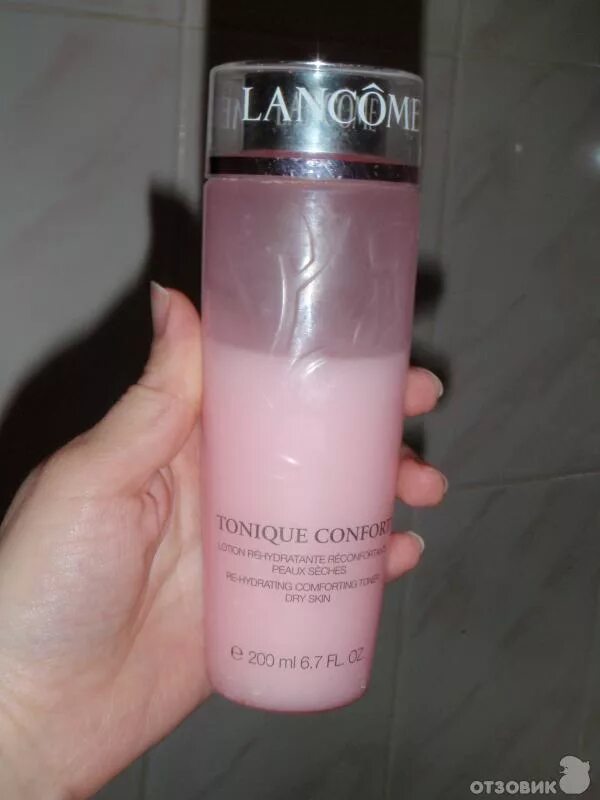 LANCÔME
TONIQUE CONFORT
LOTION RÉHYDRATANTE RÉCONFORTANTE
PEAUX SÈCHES
RE-HYDRATING COMFORTING TONER
DRY SKIN
e 200 ml 6.7 FL. OZ.
ОТЗОВИК